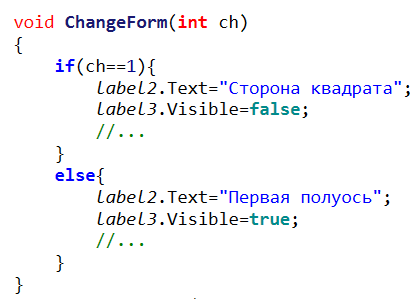 void ChangeForm(int ch)
{
    if(ch==1){
        label2.Text="Сторона квадрата";
        label3.Visible=false;
        //...
    }
    else{
        label2.Text="Первая полуось";
        label3.Visible=true;
        //...
    }
}